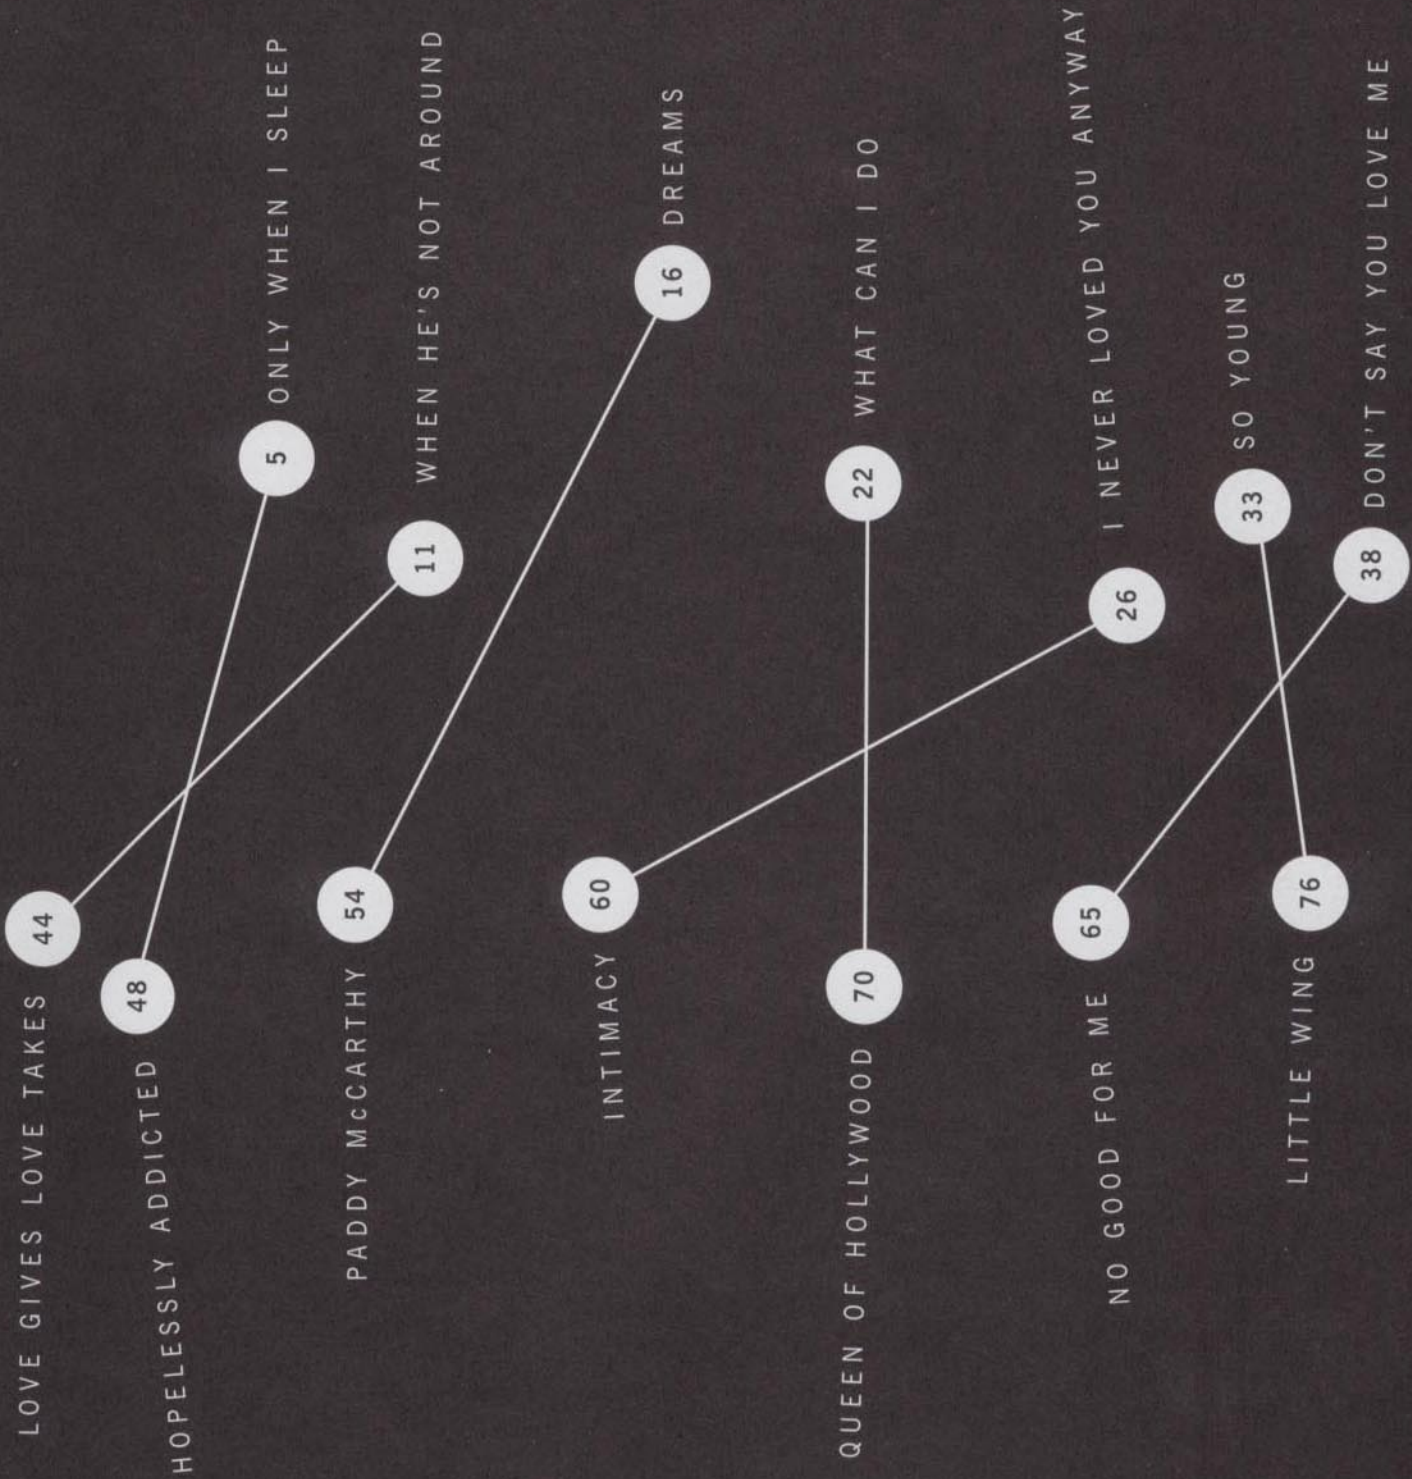 LOVE GIVES LOVE TAKES 44
HOPELESSLY ADDICTED 48
PADDY McCARTHY 54
INTIMACY 60
QUEEN OF HOLLYWOOD 70
NO GOOD FOR ME 65
LITTLE WING 76
5 ONLY WHEN I SLEEP
11 WHEN HE'S NOT AROUND
16 DREAMS
22 WHAT CAN I DO
26 I NEVER LOVED YOU ANYWAY
33 SO YOUNG
38 DON'T SAY YOU LOVE ME